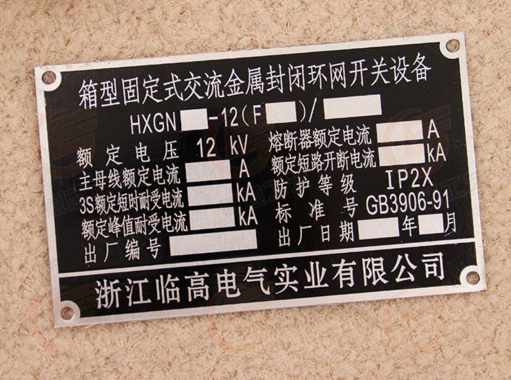 箱型固定式交流金属封闭环网开关设备
HXGN -12(F )/
额定电压 12 kV
主母线额定电流 A
3S额定短时耐受电流 kA
额定峰值耐受电流 kA
出厂编号
熔断器额定电流 A
额定短路开断电流 kA
防护等级 IP2X
标准号 GB3906-91
出厂日期 年 月
浙江临高电气实业有限公司